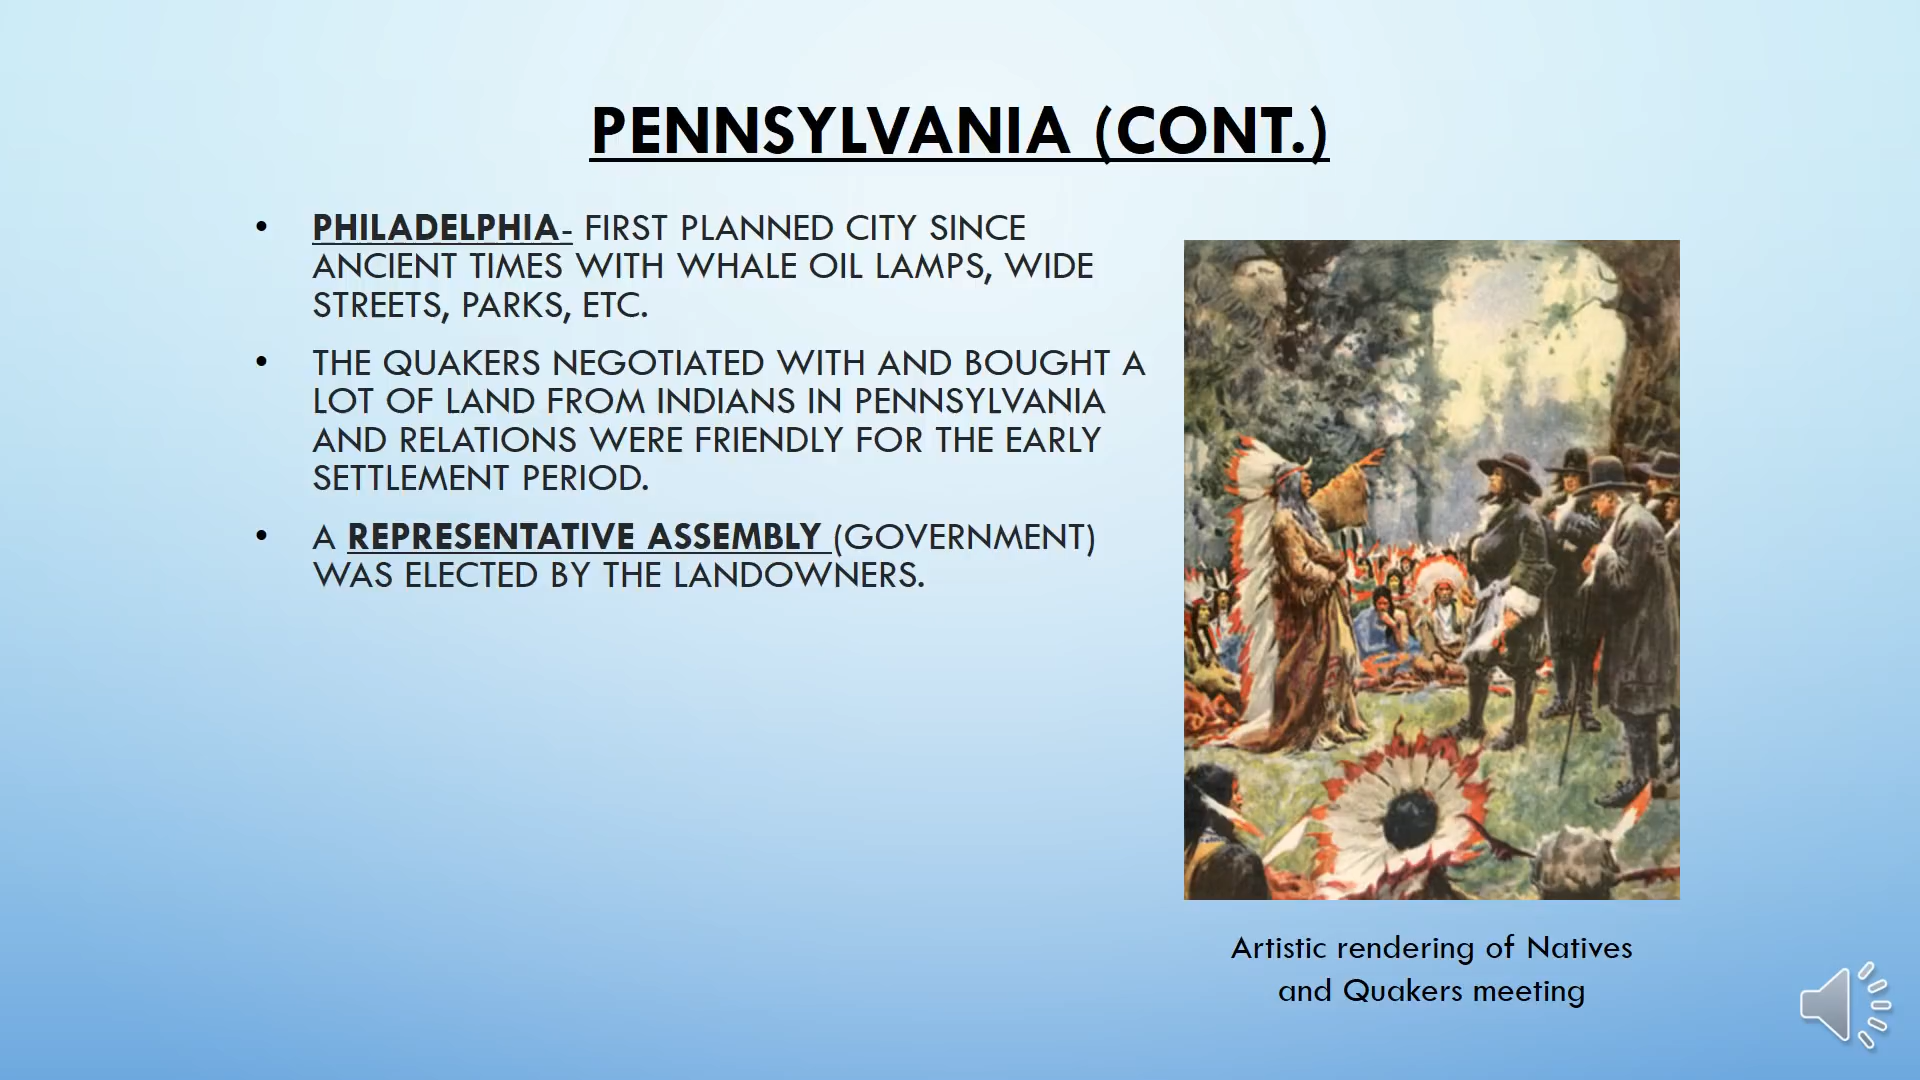 PENNSYLVANIA (CONT.)
• PHILADELPHIA- FIRST PLANNED CITY SINCE
ANCIENT TIMES WITH WHALE OIL LAMPS, WIDE
STREETS, PARKS, ETC.
• THE QUAKERS NEGOTIATED WITH AND BOUGHT A
LOT OF LAND FROM INDIANS IN PENNSYLVANIA
AND RELATIONS WERE FRIENDLY FOR THE EARLY
SETTLEMENT PERIOD.
• A REPRESENTATIVE ASSEMBLY (GOVERNMENT)
WAS ELECTED BY THE LANDOWNERS.
Artistic rendering of Natives
and Quakers meeting